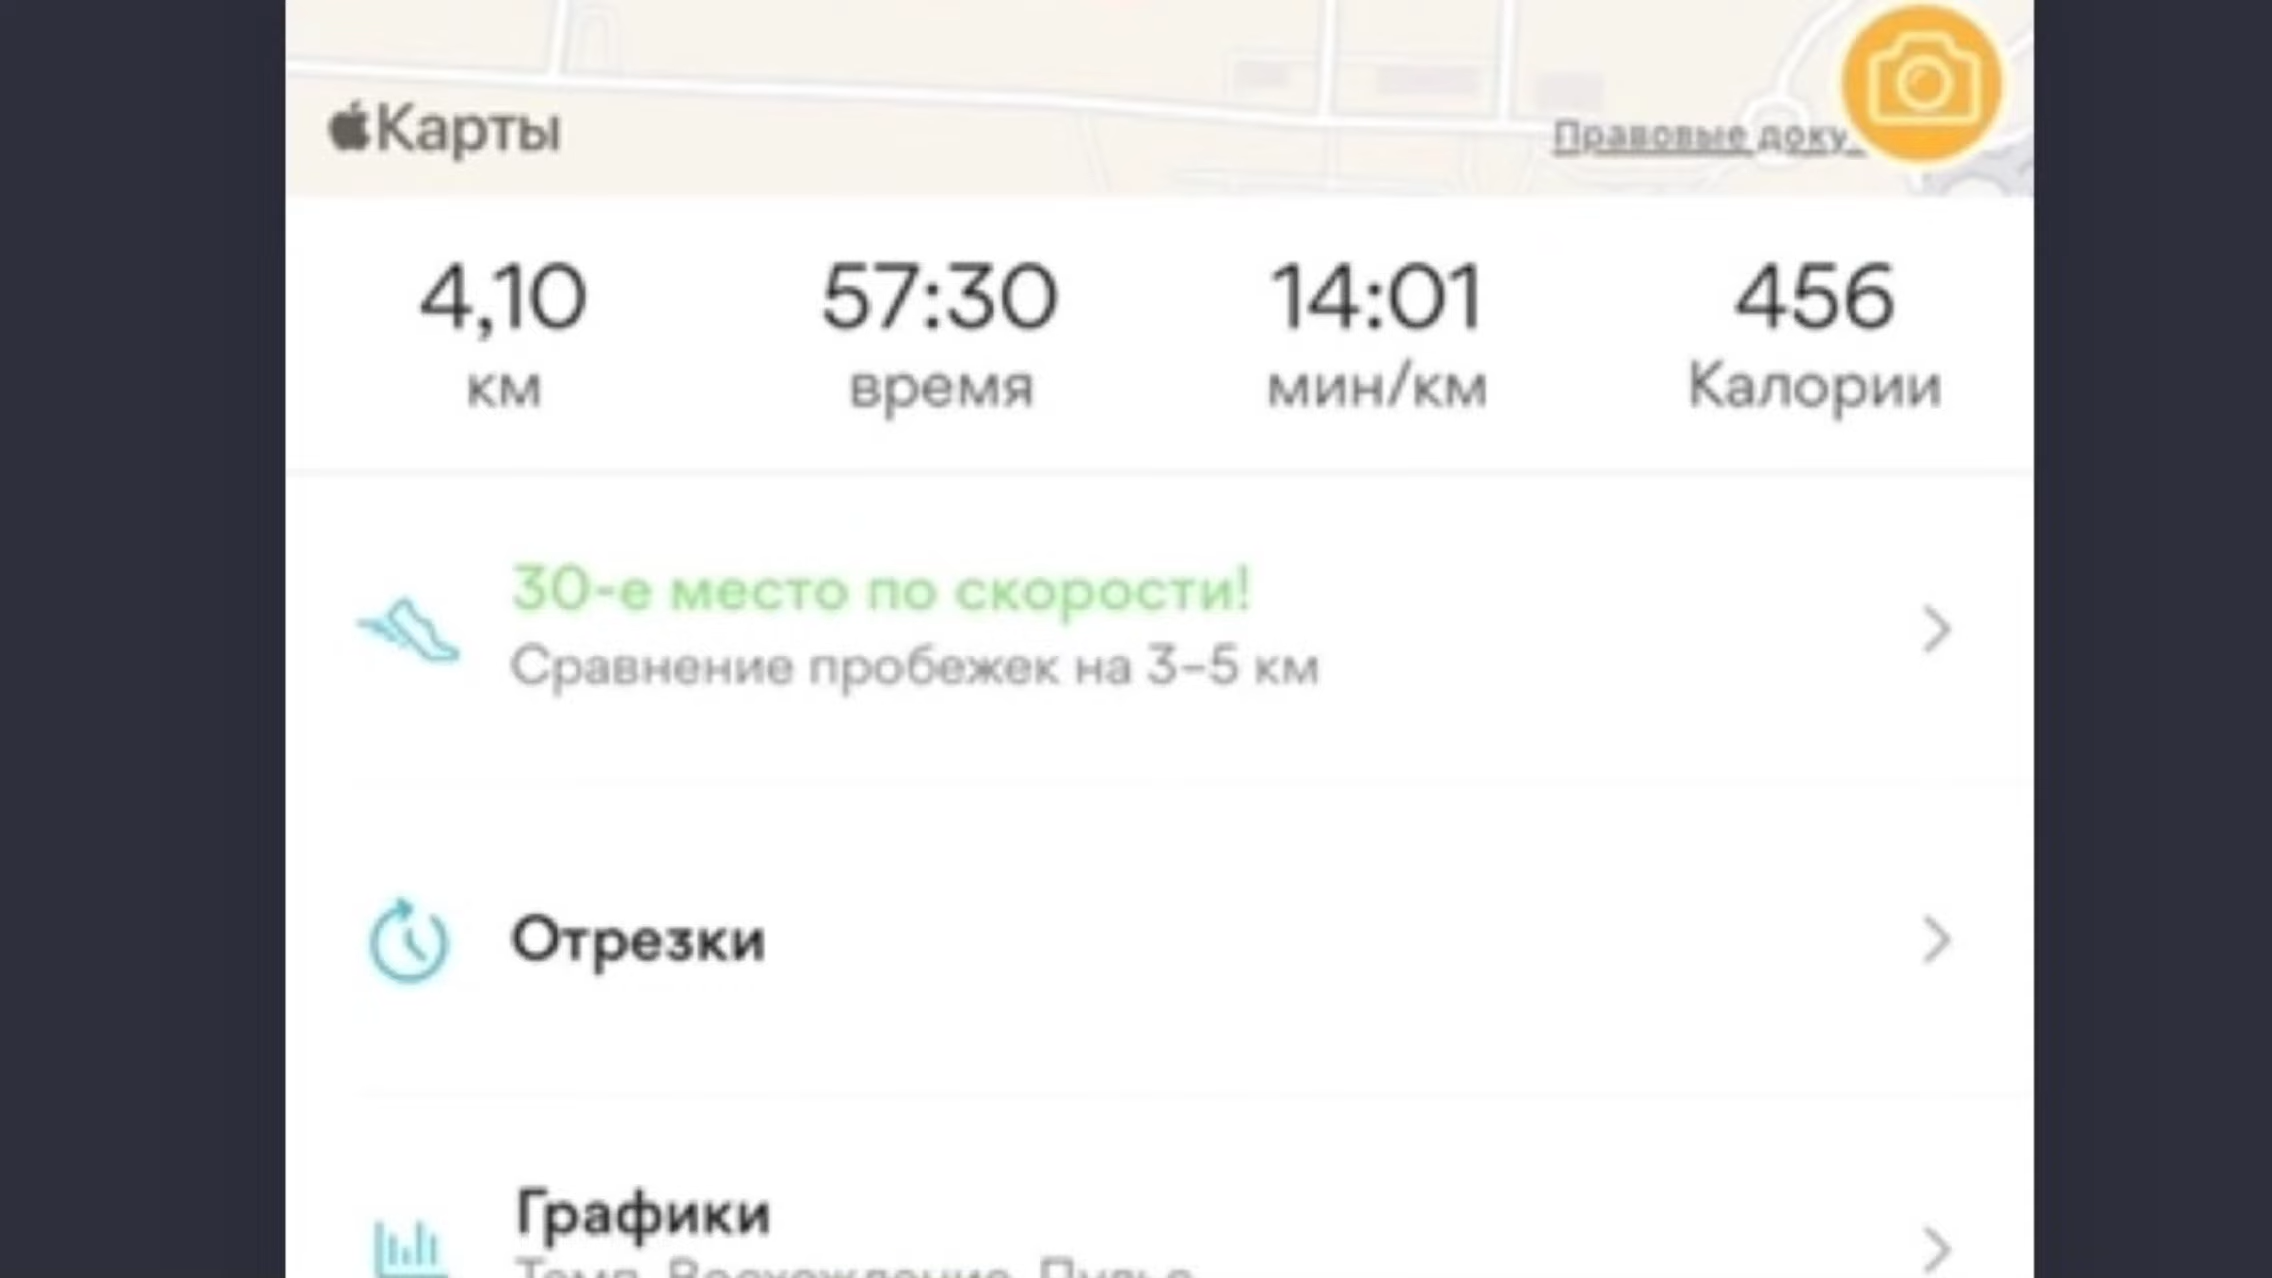 Карты
Правовые доку
4,10 57:30 14:01 456
км время мин/км Калории
30-е место по скорости!
Сравнение пробежек на 3–5 км
Отрезки
Графики